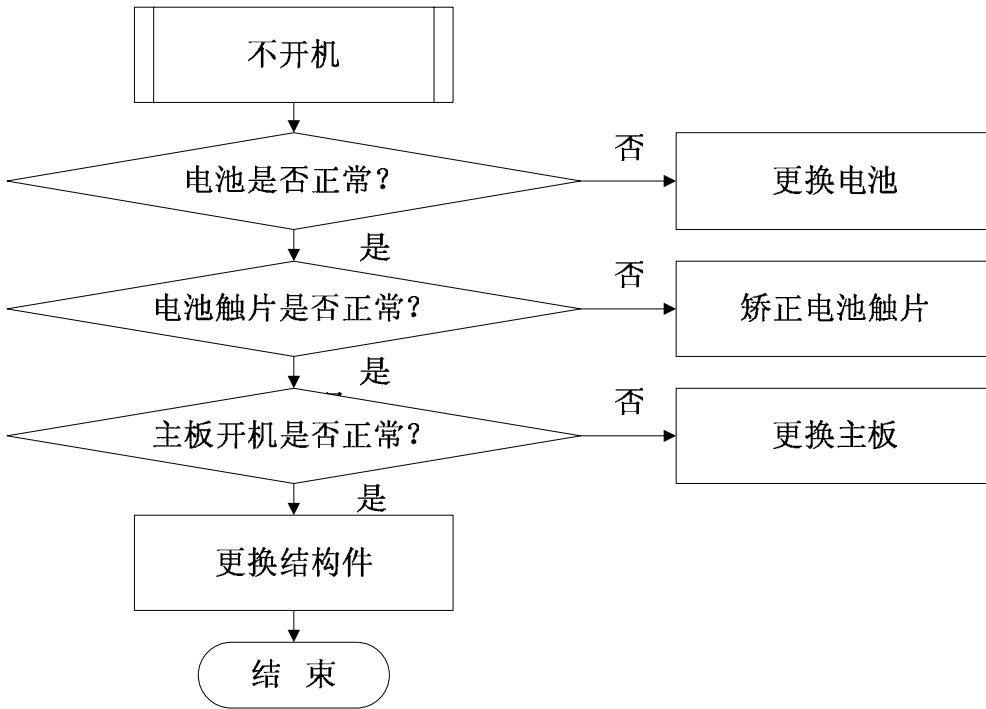 不开机
电池是否正常?
否
更换电池
是
电池触片是否正常?
否
矫正电池触片
是
主板开机是否正常?
否
更换主板
是
更换结构件
结 束